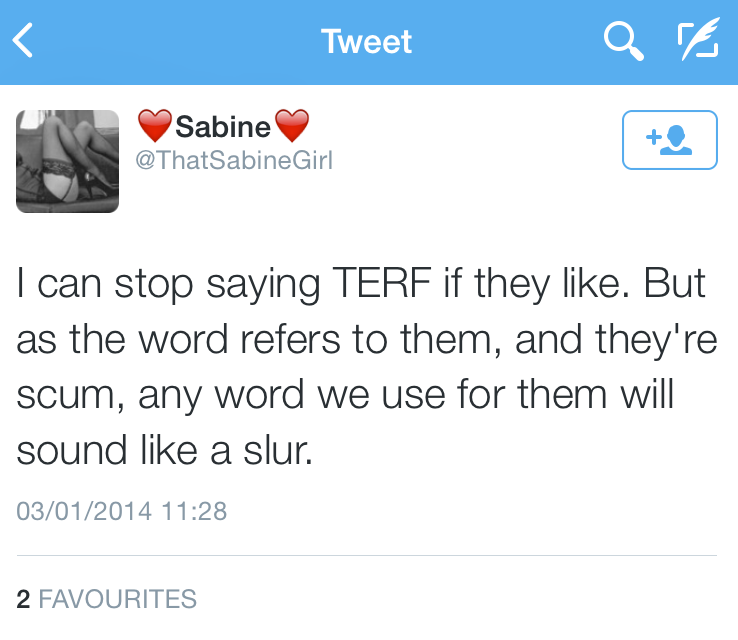 Tweet
❤️Sabine❤️
@ThatSabineGirl
I can stop saying TERF if they like. But
as the word refers to them, and they're
scum, any word we use for them will
sound like a slur.
03/01/2014 11:28
2 FAVOURITES